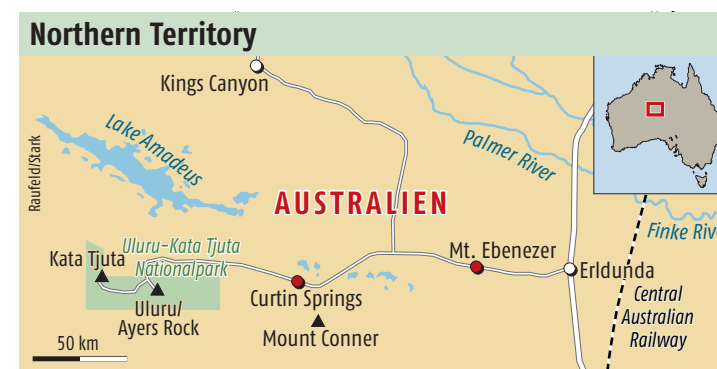 Northern Territory
Kings Canyon
Lake Amadeus
Palmer River
Raufeld/Stark
AUSTRALIEN
Finke Riv
Uluru-Kata Tjuta
Nationalpark
Kata Tjuta
Mt. Ebenezer
Erldunda
Curtin Springs
Uluru/
Ayers Rock
Mount Conner
Central
Australian
Railway
50 km